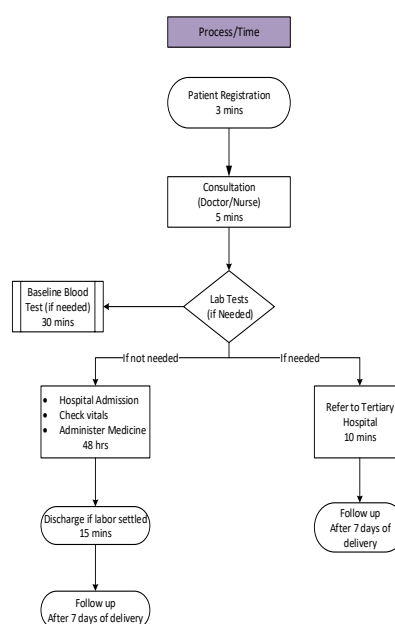 Process/Time
Patient Registration
3 mins
Consultation
(Doctor/Nurse)
5 mins
Lab Tests
(if Needed)
Baseline Blood
Test (if needed)
30 mins
If not needed
If needed
• Hospital Admission
• Check vitals
• Administer Medicine
48 hrs
Refer to Tertiary
Hospital
10 mins
Discharge if labor settled
15 mins
Follow up
After 7 days of
delivery
Follow up
After 7 days of delivery